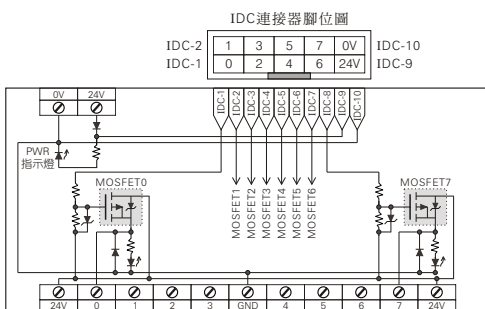 IDC連接器腳位圖
IDC-2 1 3 5 7 0V IDC-10
IDC-1 0 2 4 6 24V IDC-9
0V 24V
IDC-1 IDC-2 IDC-3 IDC-4 IDC-5 IDC-6 IDC-7 IDC-8 IDC-9 IDC-10
PWR
指示燈
MOSFET0 MOSFET7
MOSFET1 MOSFET2 MOSFET3 MOSFET4 MOSFET5 MOSFET6
24V 0 1 2 3 GND 4 5 6 7 24V